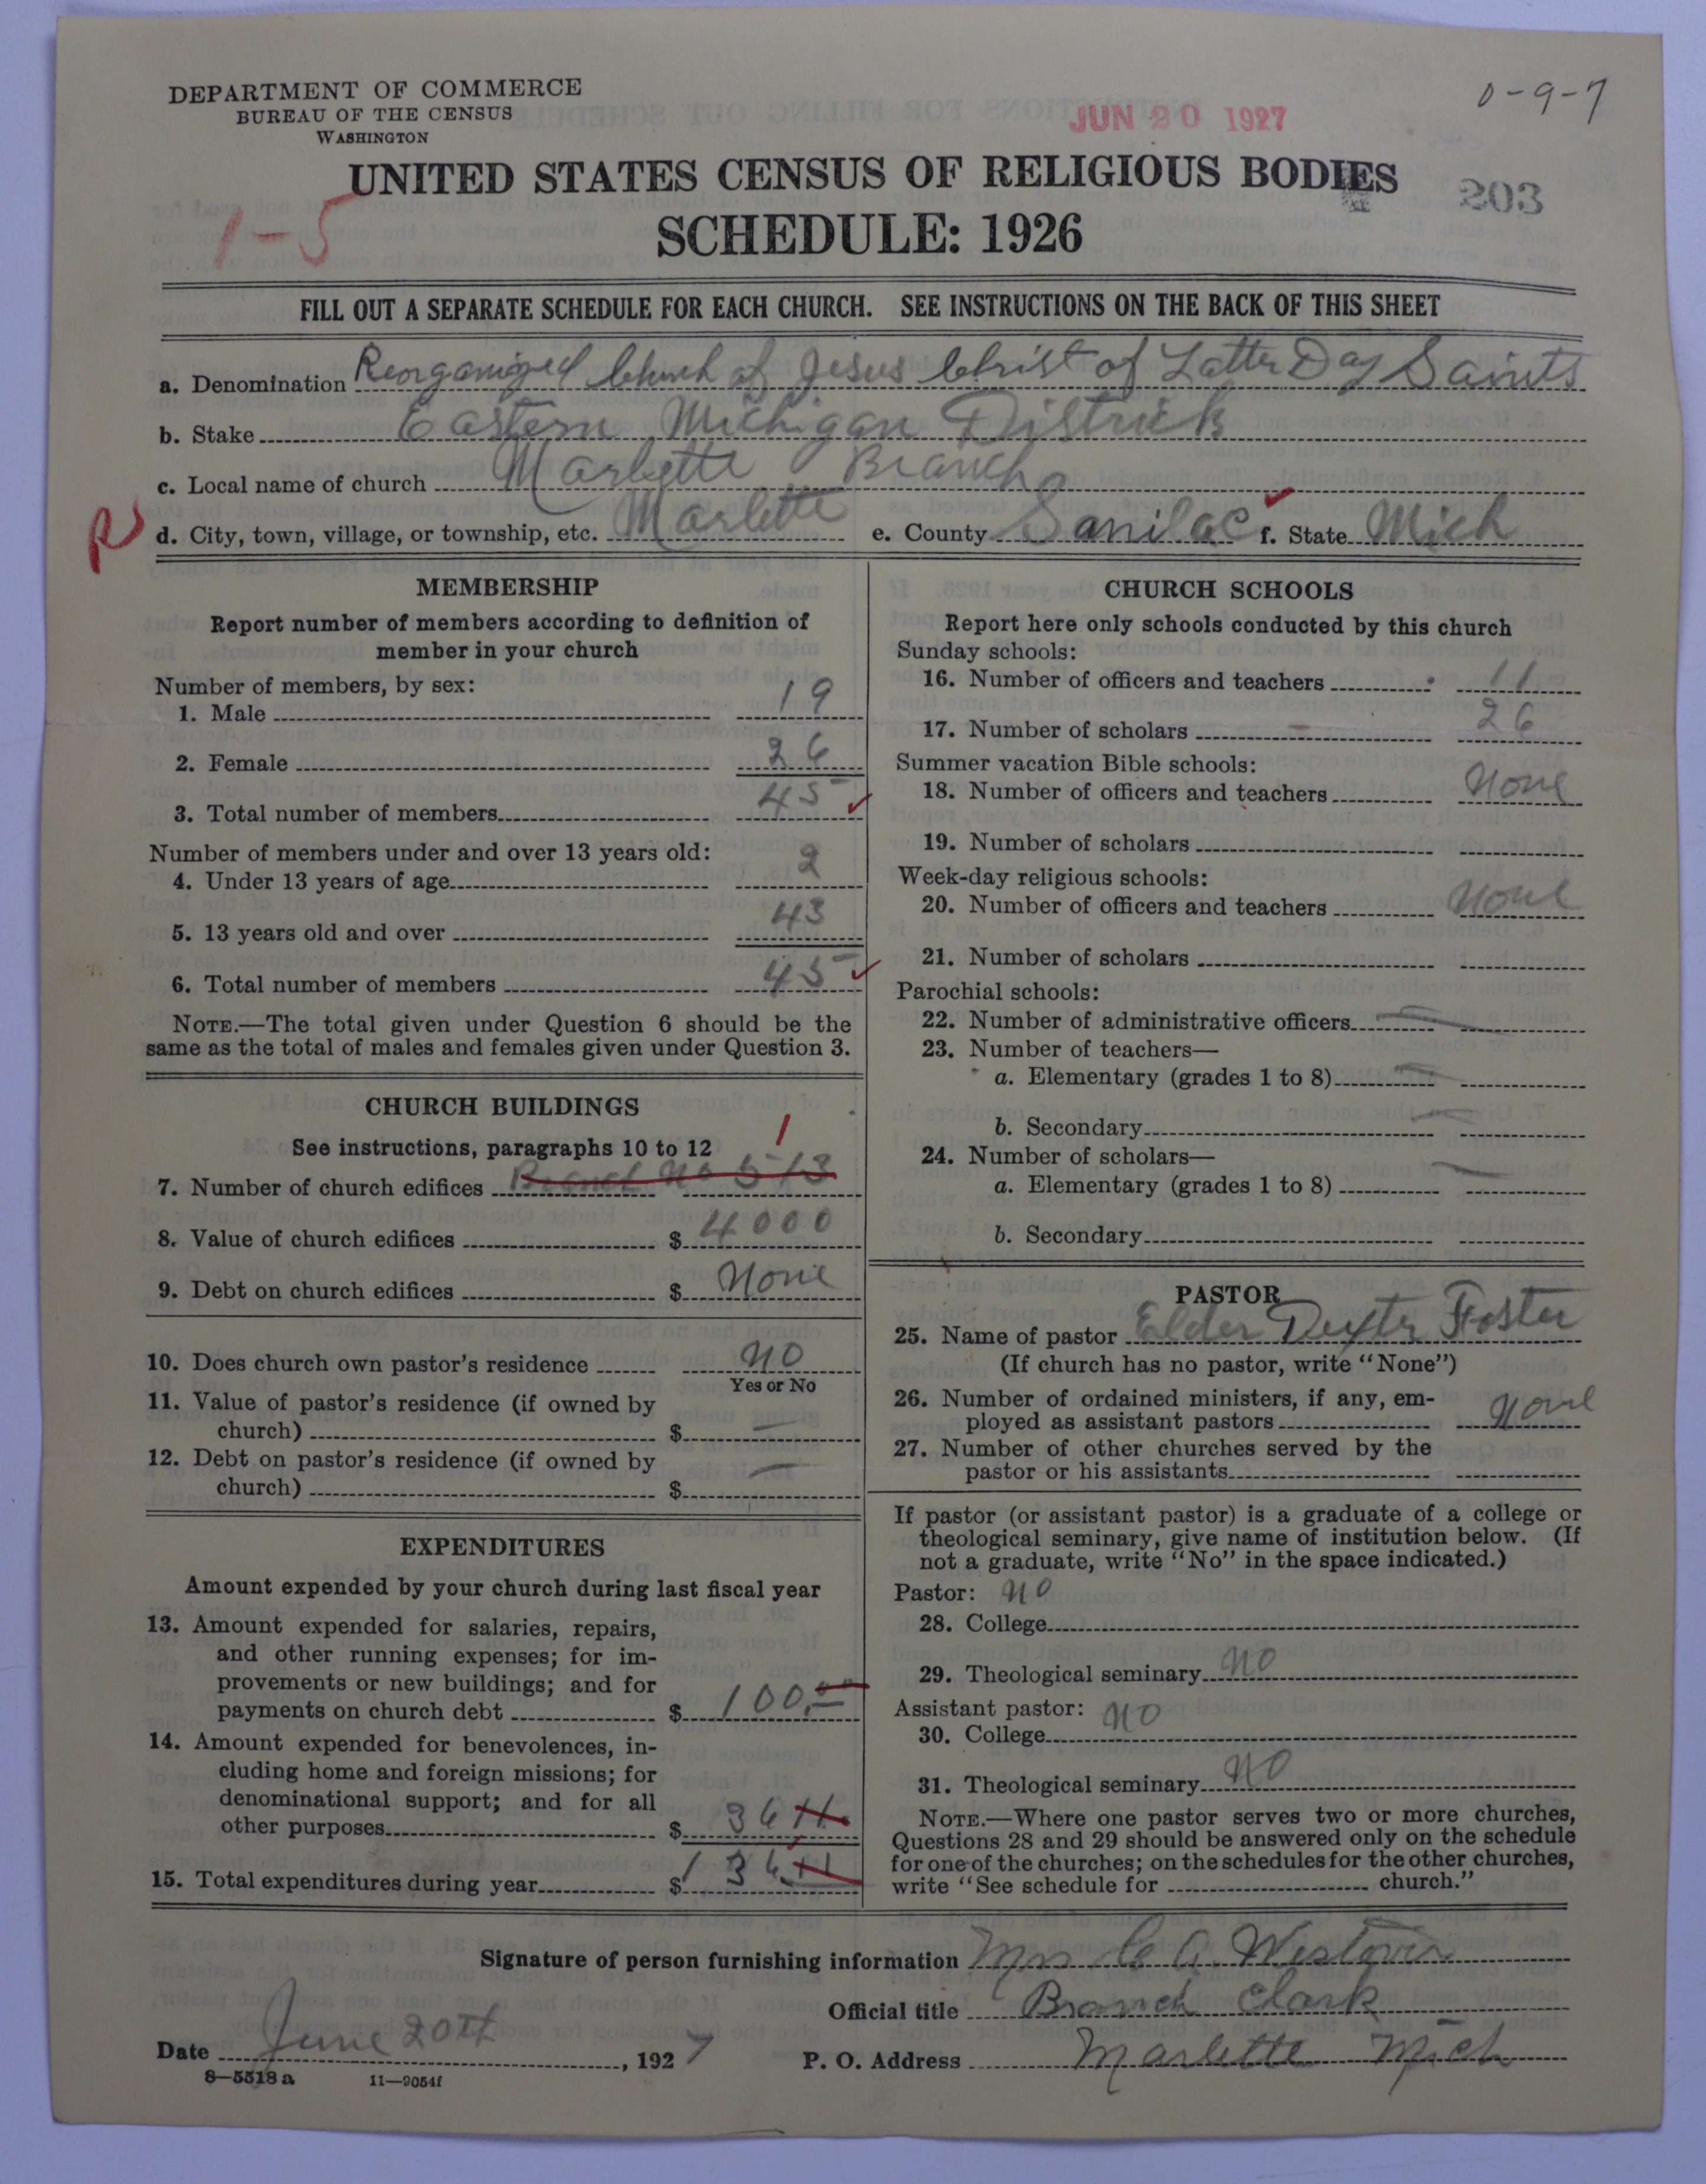 DEPARTMENT OF COMMERCE
BUREAU OF THE CENSUS
WASHINGTON
JUN 20 1927
0-9-7
UNITED STATES CENSUS OF RELIGIOUS BODIES
203
1-5
SCHEDULE: 1926
FILL OUT A SEPARATE SCHEDULE FOR EACH CHURCH. SEE INSTRUCTIONS ON THE BACK OF THIS SHEET
a. Denomination Reorganized Church of Jesus Christ of Latter Day Saints
b. Stake Eastern Michigan District
c. Local name of church Marlette Branch
R
d. City, town, village, or township, etc. Marlette e. County Sanilac f. State Mich
MEMBERSHIP
Report number of members according to definition of
member in your church
Number of members, by sex:
1. Male 19
2. Female 26
3. Total number of members 45
Number of members under and over 13 years old:
4. Under 13 years of age 2
5. 13 years old and over 43
6. Total number of members 45
NOTE.—The total given under Question 6 should be the
same as the total of males and females given under Question 3.
CHURCH BUILDINGS
See instructions, paragraphs 10 to 12
1
7. Number of church edifices Branch No 513
8. Value of church edifices $ 4000
9. Debt on church edifices $ None
10. Does church own pastor's residence NO
Yes or No
11. Value of pastor's residence (if owned by
church) $ —
12. Debt on pastor's residence (if owned by
church) $ —
EXPENDITURES
Amount expended by your church during last fiscal year
13. Amount expended for salaries, repairs,
and other running expenses; for im-
provements or new buildings; and for
payments on church debt $ 100.00
14. Amount expended for benevolences, in-
cluding home and foreign missions; for
denominational support; and for all
other purposes $ 36 11
15. Total expenditures during year $ 136.11
CHURCH SCHOOLS
Report here only schools conducted by this church
Sunday schools:
16. Number of officers and teachers 11
17. Number of scholars 26
Summer vacation Bible schools:
18. Number of officers and teachers None
19. Number of scholars
Week-day religious schools:
20. Number of officers and teachers None
21. Number of scholars
Parochial schools:
22. Number of administrative officers —
23. Number of teachers—
a. Elementary (grades 1 to 8) —
b. Secondary —
24. Number of scholars—
a. Elementary (grades 1 to 8) —
b. Secondary
PASTOR
25. Name of pastor Elder Dexter Foster
(If church has no pastor, write "None")
26. Number of ordained ministers, if any, em-
ployed as assistant pastors None
27. Number of other churches served by the
pastor or his assistants
If pastor (or assistant pastor) is a graduate of a college or
theological seminary, give name of institution below. (If
not a graduate, write "No" in the space indicated.)
Pastor: NO
28. College
29. Theological seminary NO
Assistant pastor: NO
30. College
31. Theological seminary NO
NOTE.—Where one pastor serves two or more churches,
Questions 28 and 29 should be answered only on the schedule
for one of the churches; on the schedules for the other churches,
write "See schedule for church."
Signature of person furnishing information Mrs C A. Westover
Official title Branch Clark
Date June 20th, 1927 P. O. Address Marlette Mich
8—5518 a 11—9054f